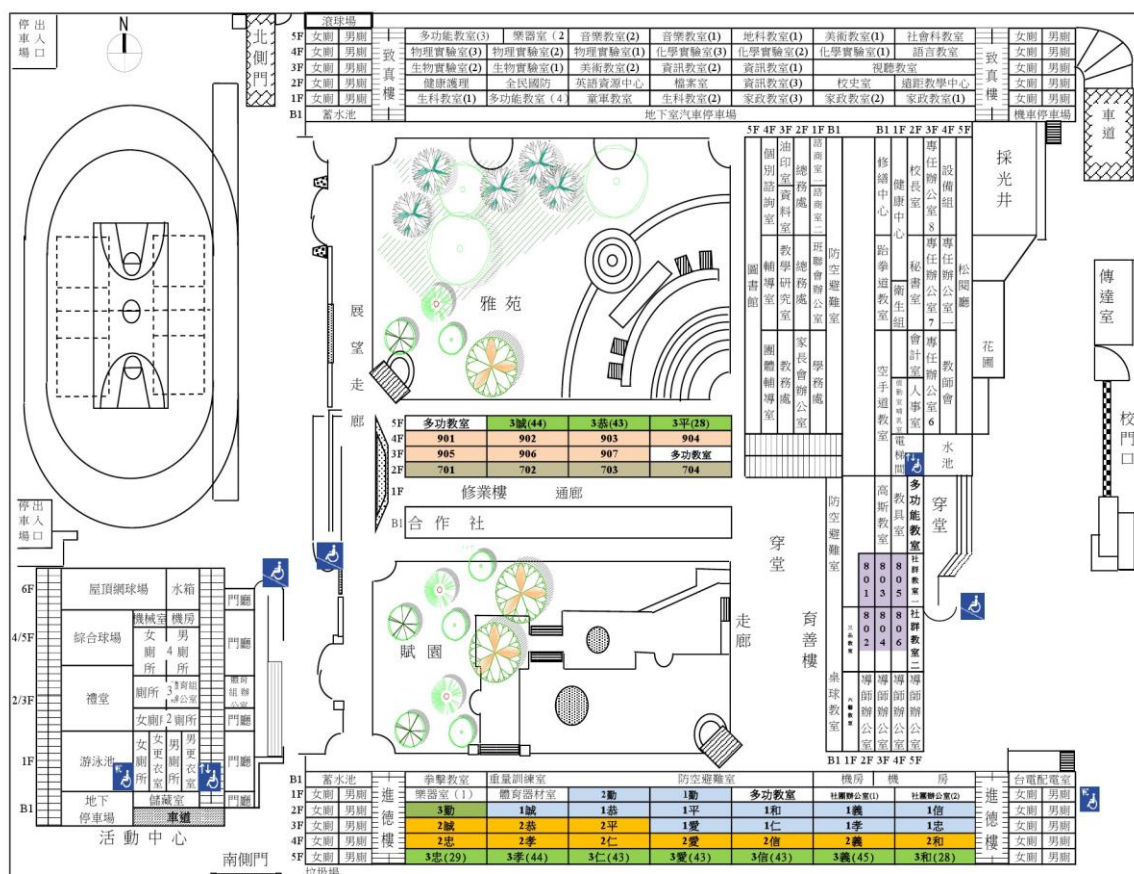 停車場 出入口
N
北側門
滾球場
5F 女廁 男廁 多功能教室(3) 樂器室(2 音樂教室(2) 音樂教室(1) 地科教室(1) 美術教室(1) 社會科教室 女廁 男廁
4F 女廁 男廁 物理實驗室(3) 物理實驗室(2) 物理實驗室(1) 化學實驗室(3) 化學實驗室(2) 化學實驗室(1) 語言教室 女廁 男廁
3F 女廁 男廁 生物實驗室(2) 生物實驗室(1) 美術教室(2) 資訊教室(2) 資訊教室(1) 視聽教室 女廁 男廁
2F 女廁 男廁 健康護理 全民國防 英語資源中心 檔案室 資訊教室(3) 校史室 遠距教學中心 女廁 男廁
1F 女廁 男廁 生科教室(1) 多功能教室(4) 童軍教室 生科教室(2) 家政教室(3) 家政教室(2) 家政教室(1) 女廁 男廁
B1 蓄水池 地下室汽車停車場 機車停車場
致真樓
致真樓
車道
5F 4F 3F 2F 1F B1
B1 1F 2F 3F 4F 5F
圖書館
個別諮詢室
輔導室
團體輔導室
油印室
資料室
教學研究室
教務處
總務處
總務處
家長會辦公室
諮商室一
諮商室二
班聯會辦公室
學務處
防空避難室
修繕中心
跆拳道教室
空手道教室
健康中心
衛生組
電梯間
校長室
秘書室
會計室
人事室
專任辦公室8
專任辦公室7
專任辦公室6
設備組
專任辦公室一
教師會
松閱廳
採光井
花圃
水池
傳達室
校門口
雅苑
展望走廊
5F 多功教室 3誠(44) 3恭(43) 3平(28)
4F 901 902 903 904
3F 905 906 907 多功教室
2F 701 702 703 704
1F 修業樓 通廊
B1 合作社
賦園
穿堂
走廊
育善樓
防空避難室
桌球教室
高斯教室
教具室
多功能教室
社群教室一
社群教室二
801 803 805
802 804 806
導師辦公室 導師辦公室 導師辦公室 導師辦公室
B1 1F 2F 3F 4F 5F
穿堂
停車場 出入口
6F 屋頂網球場 水箱 門廳
4/5F 綜合球場 機械室 機房 女廁所 4 男廁所 門廳
2/3F 禮堂 廁所 3 體育組辦公室 體育組辦公室
女廁 2 廁所 門廳
1F 游泳池 女廁所 女更衣室 男廁所 男更衣室 門廳
B1 地下停車場 儲藏室 門廳
車道
活動中心
南側門
B1 蓄水池 拳擊教室 重量訓練室 防空避難室 機房 機房 台電配電室
1F 女廁 男廁 樂器室(1) 體育器材室 2勤 1勤 多功教室 社團辦公室(1) 社團辦公室(2) 女廁 男廁
2F 女廁 男廁 3勤 1誠 1恭 1平 1和 1義 1信 女廁 男廁
3F 女廁 男廁 2誠 2恭 2平 1愛 1仁 1孝 1忠 女廁 男廁
4F 女廁 男廁 2忠 2孝 2仁 2愛 2信 2義 2和 女廁 男廁
5F 女廁 男廁 3忠(29) 3孝(44) 3仁(43) 3愛(43) 3信(43) 3義(45) 3和(28) 女廁 男廁
進德樓
進德樓
垃圾場